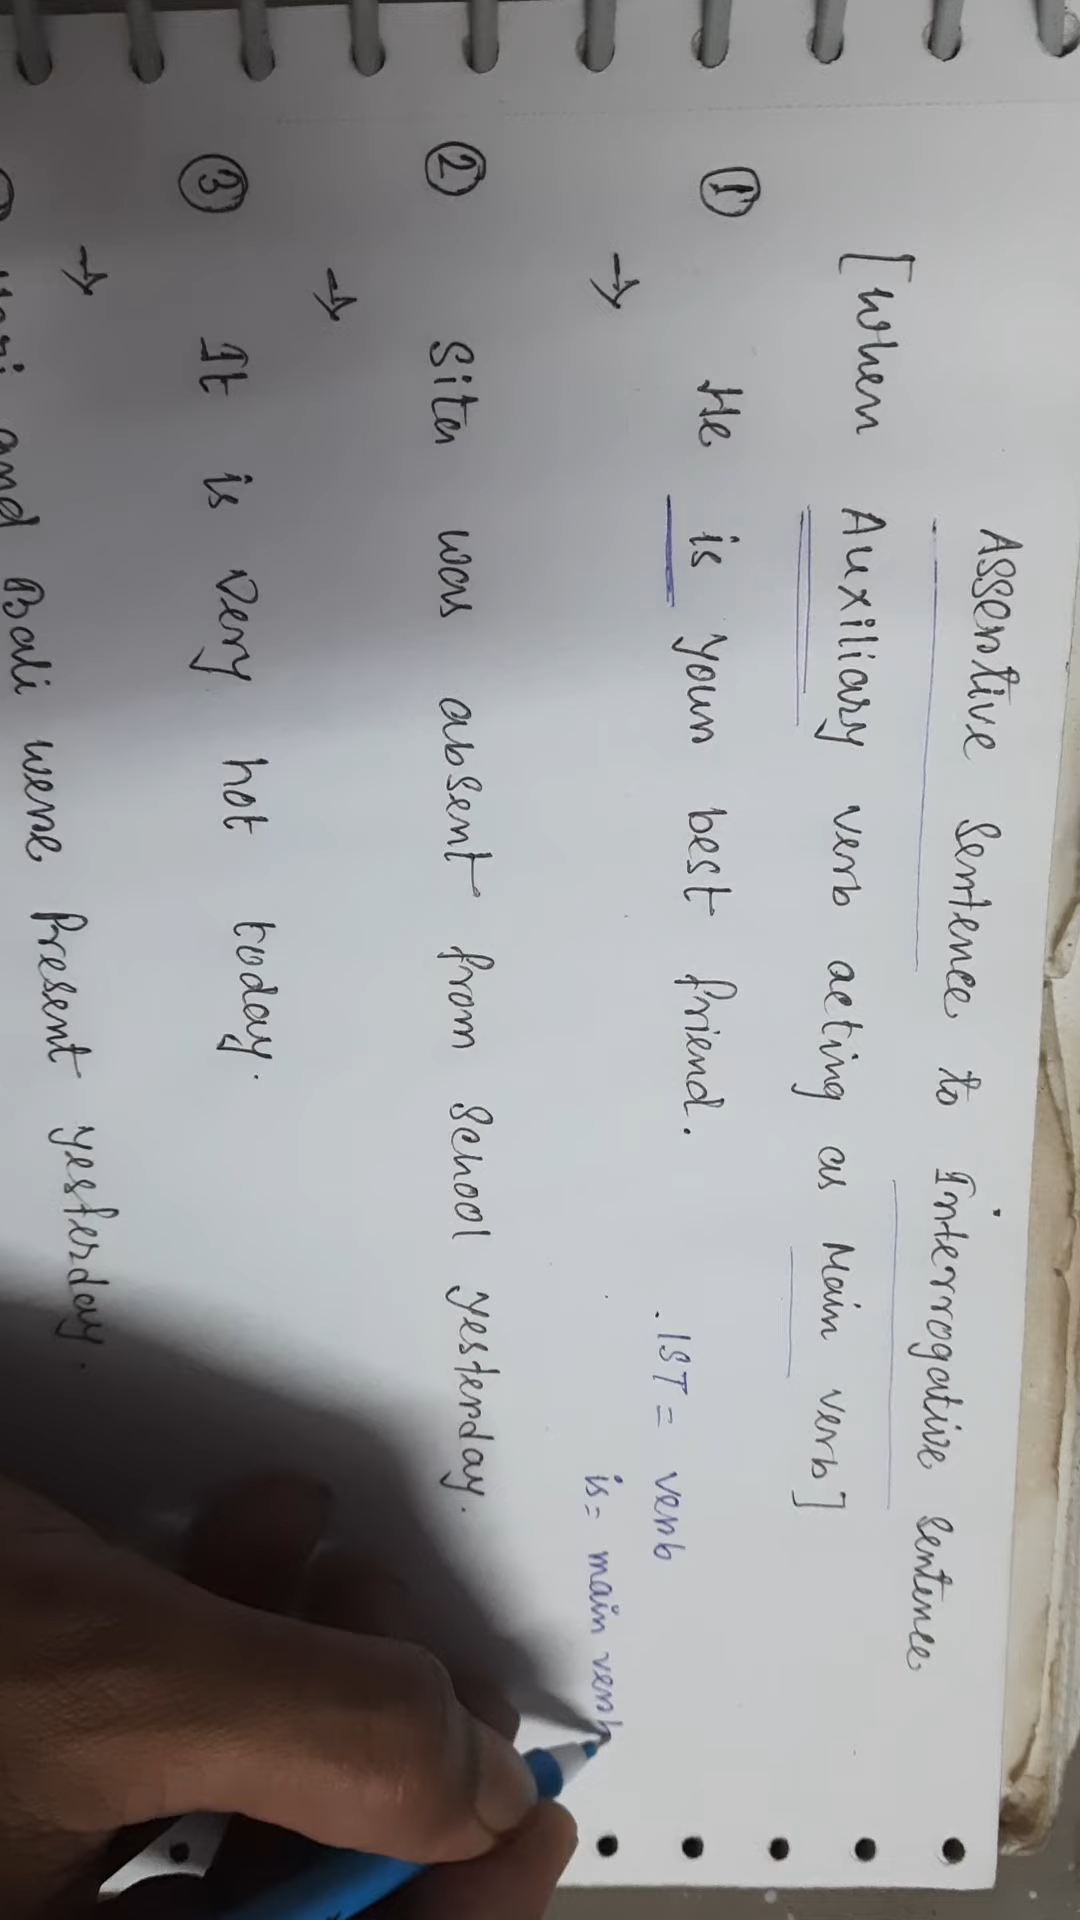 Assertive Sentence to Interrogative Sentence
[When Auxiliary verb acting as Main verb]
① He is your best friend.
. IST = verb
→
is = main verb
② Sita was absent from School yesterday.
→
③ It is very hot today.
→
and Bali were Present yesterday.